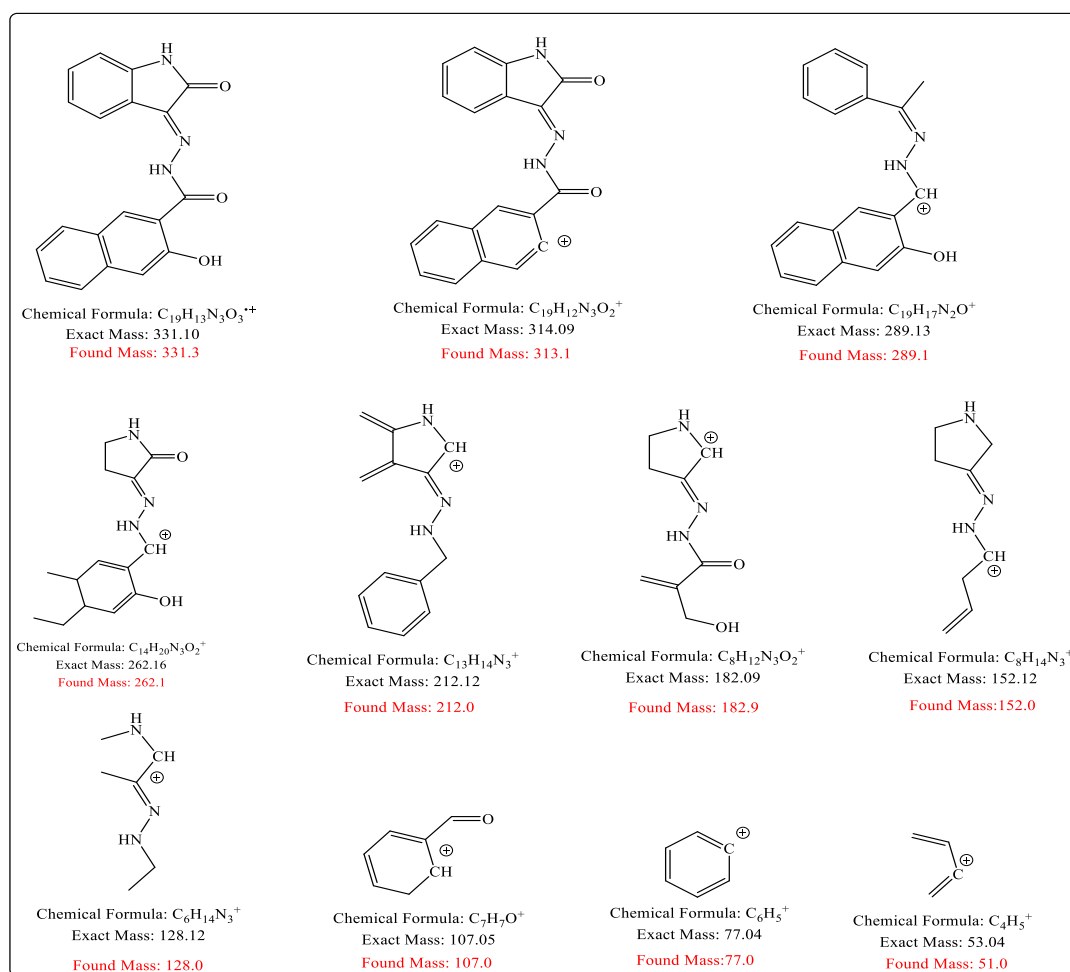 H
N
O
N
HN
O
OH
Chemical Formula: C₁₉H₁₃N₃O₃•⁺
Exact Mass: 331.10
Found Mass: 331.3
H
N
O
N
HN
O
C
⊕
Chemical Formula: C₁₉H₁₂N₃O₂⁺
Exact Mass: 314.09
Found Mass: 313.1
N
HN
CH
⊕
OH
Chemical Formula: C₁₉H₁₇N₂O⁺
Exact Mass: 289.13
Found Mass: 289.1
H
N
O
N
HN
⊕
CH
OH
Chemical Formula: C₁₄H₂₀N₃O₂⁺
Exact Mass: 262.16
Found Mass: 262.1
H
N
CH
⊕
N
HN
Chemical Formula: C₁₃H₁₄N₃⁺
Exact Mass: 212.12
Found Mass: 212.0
H
N
⊕
CH
N
HN
O
OH
Chemical Formula: C₈H₁₂N₃O₂⁺
Exact Mass: 182.09
Found Mass: 182.9
H
N
N
HN
CH
⊕
Chemical Formula: C₈H₁₄N₃⁺
Exact Mass: 152.12
Found Mass:152.0
H
N
CH
⊕
N
HN
Chemical Formula: C₆H₁₄N₃⁺
Exact Mass: 128.12
Found Mass: 128.0
O
⊕
CH
Chemical Formula: C₇H₇O⁺
Exact Mass: 107.05
Found Mass: 107.0
⊕
C
Chemical Formula: C₆H₅⁺
Exact Mass: 77.04
Found Mass:77.0
⊕
C
Chemical Formula: C₄H₅⁺
Exact Mass: 53.04
Found Mass: 51.0